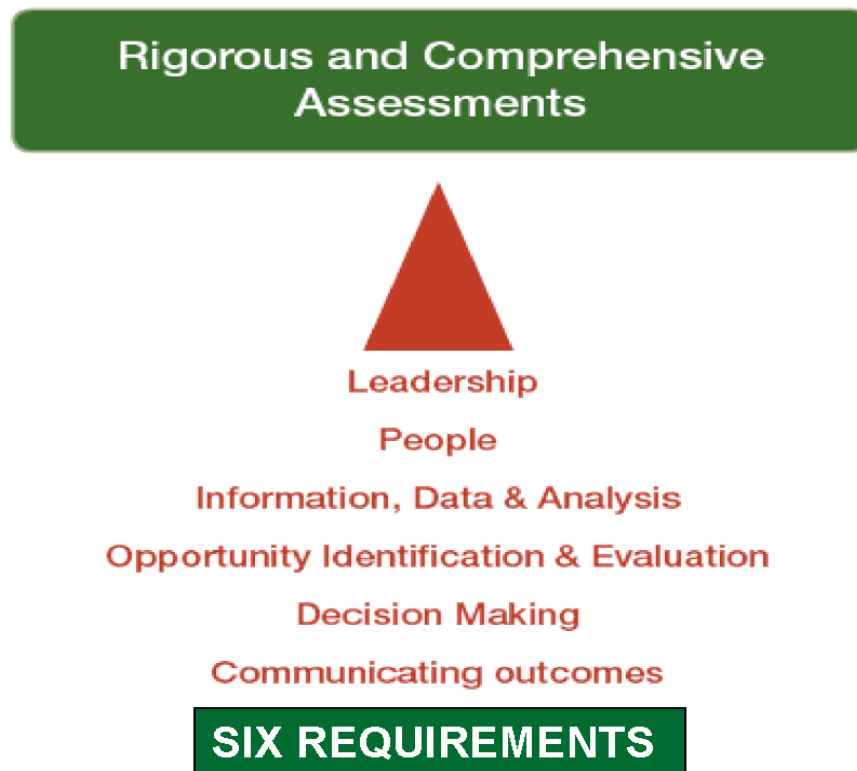 Rigorous and Comprehensive
Assessments
Leadership
People
Information, Data & Analysis
Opportunity Identification & Evaluation
Decision Making
Communicating outcomes
SIX REQUIREMENTS